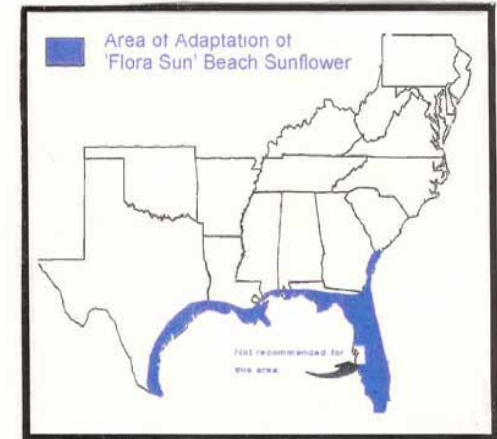 Area of Adaptation of
'Flora Sun' Beach Sunflower
Not recommended for
this area.